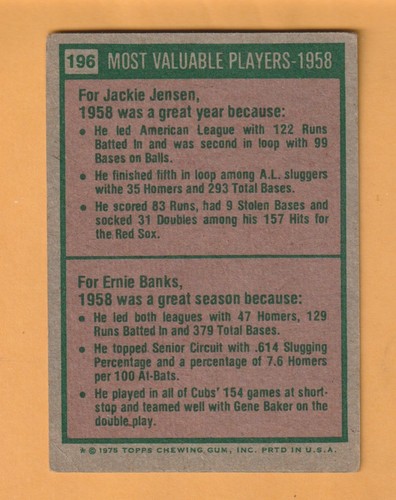 196 MOST VALUABLE PLAYERS-1958
For Jackie Jensen,
1958 was a great year because:
• He led American League with 122 Runs
Batted In and was second in loop with 99
Bases on Balls.
• He finished fifth in loop among A.L. sluggers
withe 35 Homers and 293 Total Bases.
• He scored 83 Runs, had 9 Stolen Bases and
socked 31 Doubles among his 157 Hits for
the Red Sox.
For Ernie Banks,
1958 was a great season because:
• He led both leagues with 47 Homers, 129
Runs Batted In and 379 Total Bases.
• He topped Senior Circuit with .614 Slugging
Percentage and a percentage of 7.6 Homers
per 100 At-Bats.
• He played in all of Cubs' 154 games at short-
stop and teamed well with Gene Baker on the
double play.
★ © 1975 TOPPS CHEWING GUM, INC. PRTD IN U.S.A.